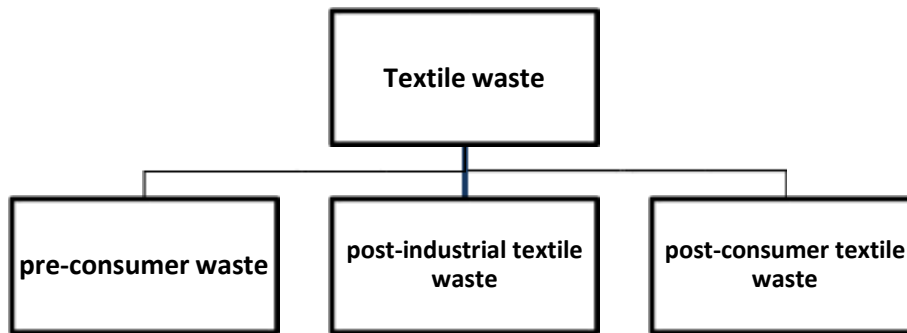 Textile waste
pre-consumer waste
post-industrial textile
waste
post-consumer textile
waste